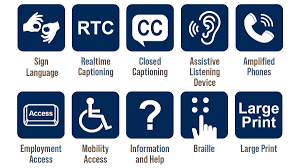 RTC
CC
Sign Language
Realtime Captioning
Closed Captioning
Assistive Listening Device
Amplified Phones
Access
?
Large Print
Employment Access
Mobility Access
Information and Help
Braille
Large Print